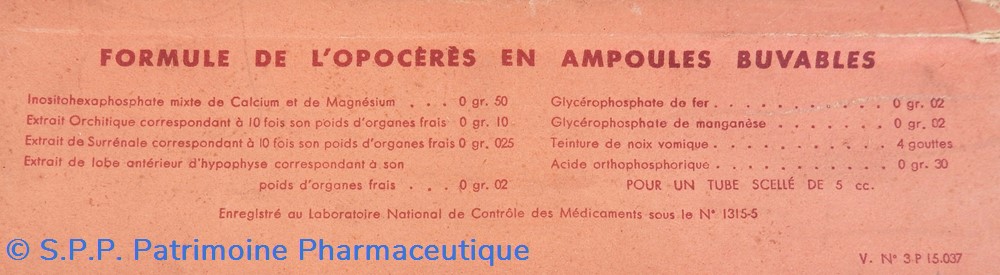 FORMULE DE L'OPOCÉRÈS EN AMPOULES BUVABLES
Inositohexaphosphate mixte de Calcium et de Magnésium . . . 0 gr. 50
Extrait Orchitique correspondant à 10 fois son poids d'organes frais 0 gr. 10
Extrait de Surrénale correspondant à 10 fois son poids d'organes frais 0 gr. 025
Extrait de lobe antérieur d'hypophyse correspondant à son
poids d'organes frais . . . 0 gr. 02
Glycérophosphate de fer . . . . . . . . . . 0 gr. 02
Glycérophosphate de manganèse . . . . . . . 0 gr. 02
Teinture de noix vomique . . . . . . . . . 4 gouttes
Acide orthophosphorique . . . . . . . . . . 0 gr. 30
POUR UN TUBE SCELLÉ DE 5 cc.
Enregistré au Laboratoire National de Contrôle des Médicaments sous le N° 1315-5
© S.P.P. Patrimoine Pharmaceutique
V. N° 3 P 15.037